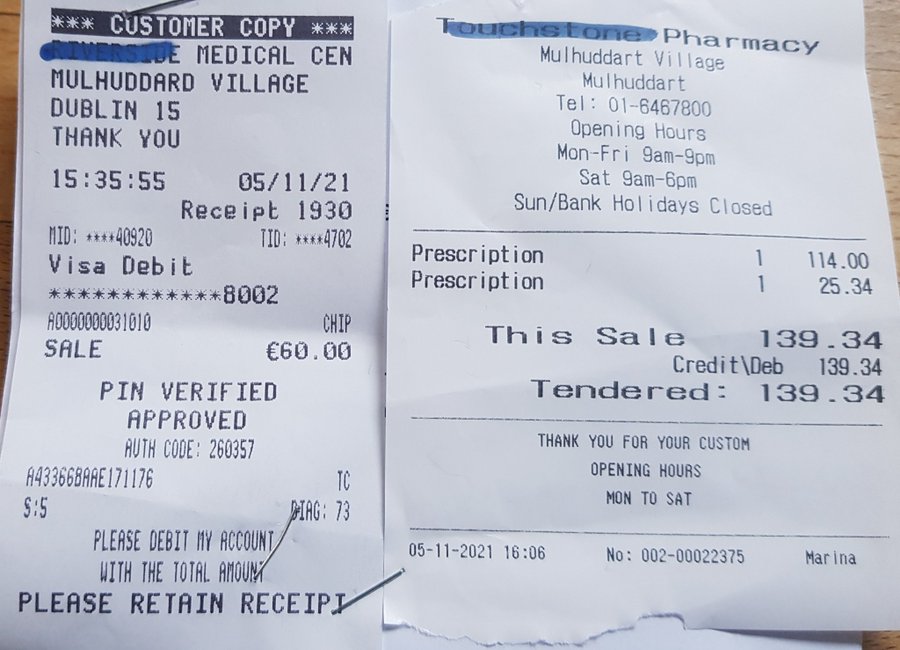 *** CUSTOMER COPY ***
RIVERSIDE MEDICAL CEN
MULHUDDARD VILLAGE
DUBLIN 15
THANK YOU
15:35:55 05/11/21
Receipt 1930
MID: ****40920 TID: ****4702
Visa Debit
************8002
A0000000031010 CHIP
SALE €60.00
PIN VERIFIED
APPROVED
AUTH CODE: 260357
A433668AAE171176 TC
S:5 DIAG: 73
PLEASE DEBIT MY ACCOUNT
WITH THE TOTAL AMOUNT
PLEASE RETAIN RECEIPT
Touchstone Pharmacy
Mulhuddart Village
Mulhuddart
Tel: 01-6467800
Opening Hours
Mon-Fri 9am-9pm
Sat 9am-6pm
Sun/Bank Holidays Closed
Prescription 1 114.00
Prescription 1 25.34
This Sale 139.34
Credit\Deb 139.34
Tendered: 139.34
THANK YOU FOR YOUR CUSTOM
OPENING HOURS
MON TO SAT
05-11-2021 16:06 No: 002-00022375 Marina